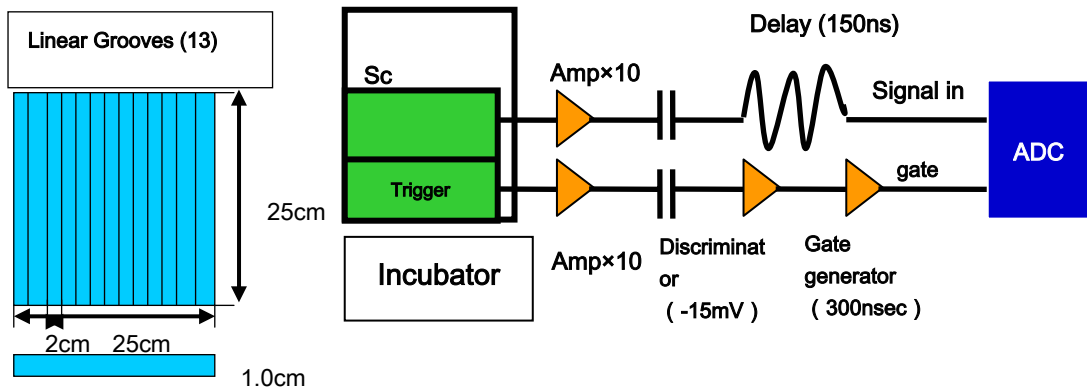 Linear Grooves (13)
25cm
2cm
25cm
1.0cm
Sc
Trigger
Incubator
Amp×10
Amp×10
Delay (150ns)
Signal in
ADC
gate
Discriminat
or
（-15mV）
Gate
generator
（300nsec）